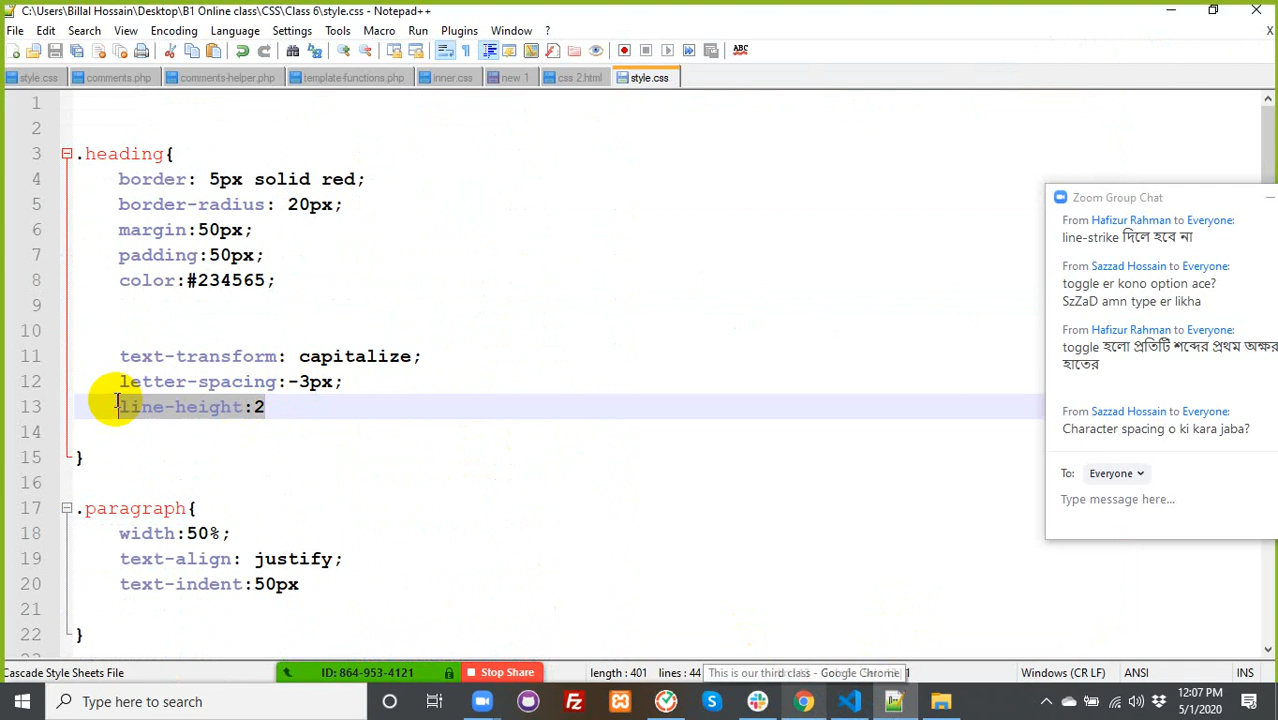 C:\Users\Billal Hossain\Desktop\B1 Online class\CSS\Class 6\style.css - Notepad++
File Edit Search View Encoding Language Settings Tools Macro Run Plugins Window ?
style.css comments.php comments-helper.php template-functions.php inner.css new 1 css 2.html style.css
1
2
3 .heading{
4 border: 5px solid red;
5 border-radius: 20px;
6 margin:50px;
7 padding:50px;
8 color:#234565;
9
10
11 text-transform: capitalize;
12 letter-spacing:-3px;
13 line-height:2
14
15 }
16
17 .paragraph{
18 width:50%;
19 text-align: justify;
20 text-indent:50px
21
22 }
Zoom Group Chat
From Hafizur Rahman to Everyone:
line-strike দিলে হবে না
From Sazzad Hossain to Everyone:
toggle er kono option ace?
SzZaD amn type er likha
From Hafizur Rahman to Everyone:
toggle হলো প্রতিটি শব্দের প্রথম অক্ষর
হাতের
From Sazzad Hossain to Everyone:
Character spacing o ki kara jaba?
To: Everyone
Type message here...
Cascade Style Sheets File ID: 864-953-4121 Stop Share length : 401 lines : 44 This is our third class - Google Chrome Windows (CR LF) ANSI INS
Type here to search
12:07 PM
5/1/2020